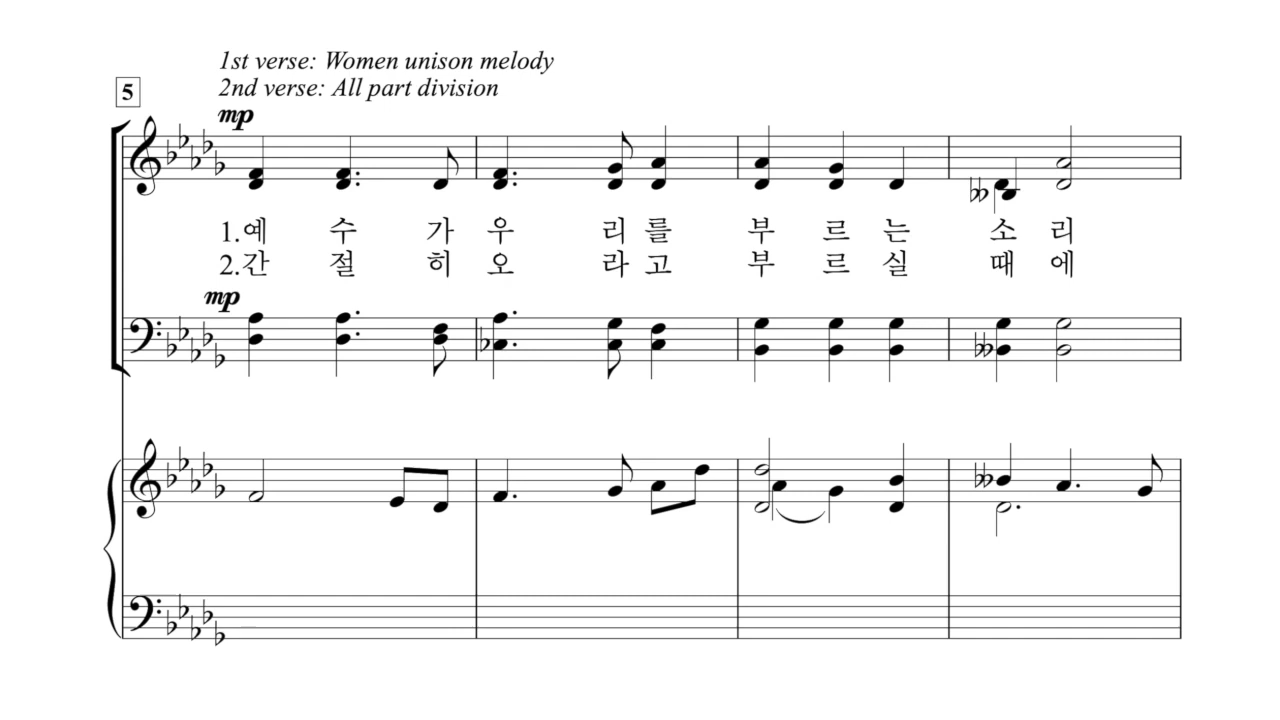 1st verse: Women unison melody
5
2nd verse: All part division
mp
1.예 수 가 우 리 를 부 르 는 소 리
2.간 절 히 오 라 고 부 르 실 때 에
mp